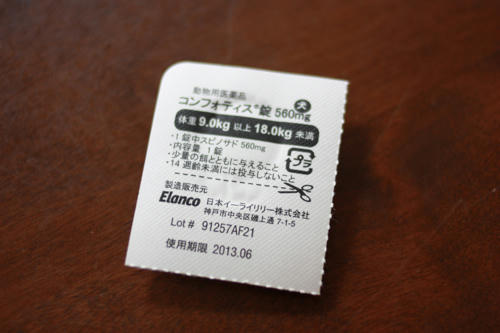 動物用医薬品
コンフォティス®錠 560mg 犬
体重 9.0kg 以上 18.0kg 未満
・1錠中スピノサド 560mg
・内容量 1錠
・少量の餌とともに与えること
・14週齢未満には投与しないこと
プラ
製造販売元
Elanco 日本イーライリリー株式会社
神戸市中央区磯上通 7-1-5
Lot # 91257AF21
使用期限 2013.06